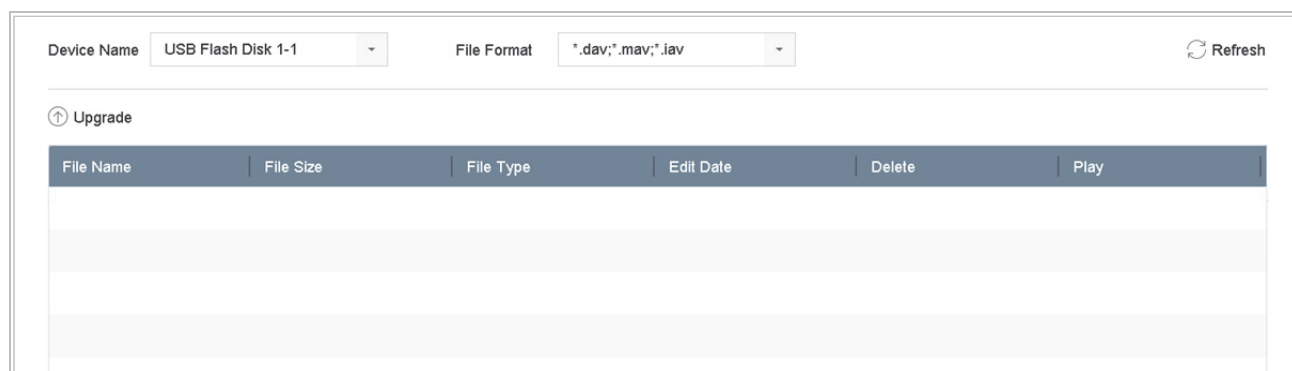 Device Name USB Flash Disk 1-1 File Format *.dav;*.mav;*.iav Refresh
Upgrade
File Name File Size File Type Edit Date Delete Play